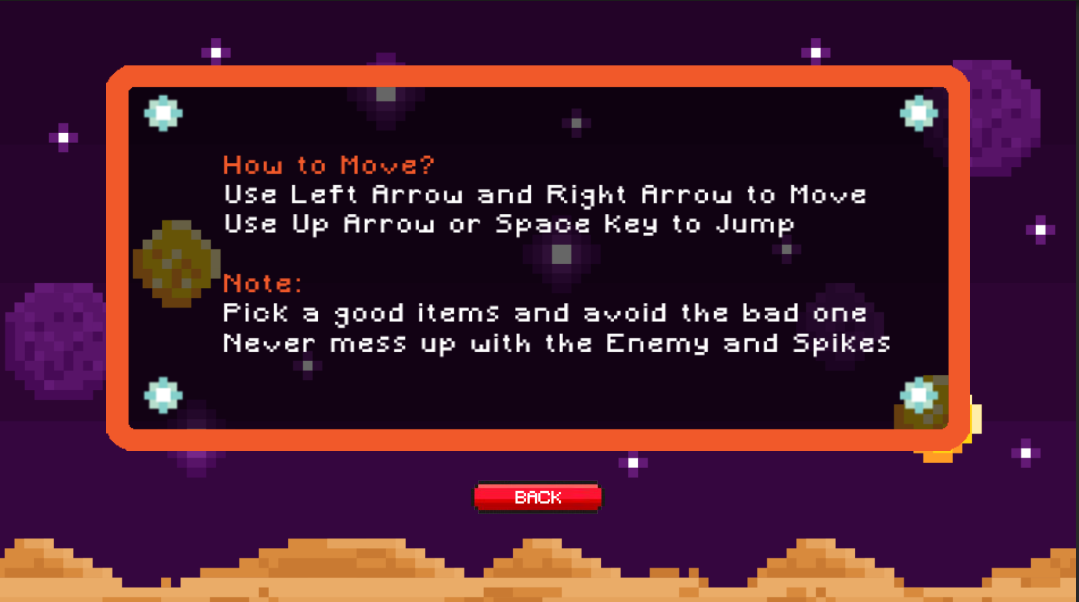 How to Move?
Use Left Arrow and Right Arrow to Move
Use Up Arrow or Space Key to Jump
Note:
Pick a good items and avoid the bad one
Never mess up with the Enemy and Spikes
BACK